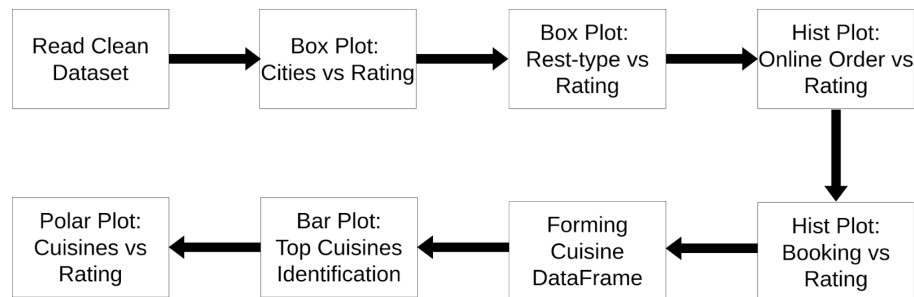 Read Clean
Dataset
Box Plot:
Cities vs Rating
Box Plot:
Rest-type vs
Rating
Hist Plot:
Online Order vs
Rating
Hist Plot:
Booking vs
Rating
Forming
Cuisine
DataFrame
Bar Plot:
Top Cuisines
Identification
Polar Plot:
Cuisines vs
Rating